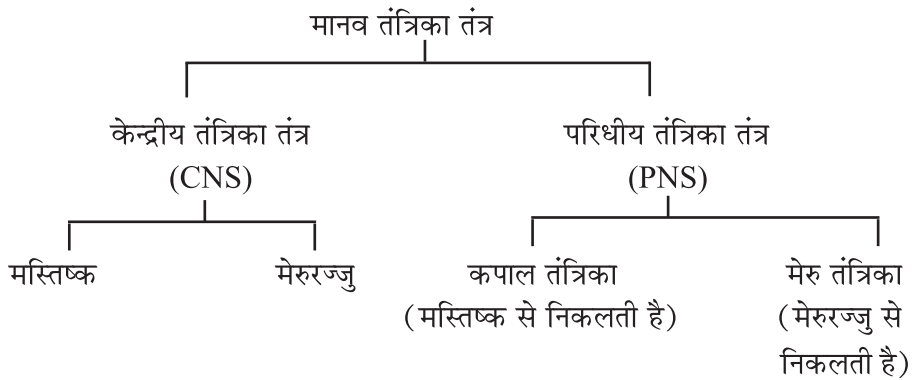 मानव तंत्रिका तंत्र
केन्द्रीय तंत्रिका तंत्र
(CNS)
परिधीय तंत्रिका तंत्र
(PNS)
मस्तिष्क
मेरुरज्जु
कपाल तंत्रिका
(मस्तिष्क से निकलती है)
मेरु तंत्रिका
(मेरुरज्जु से
निकलती है)